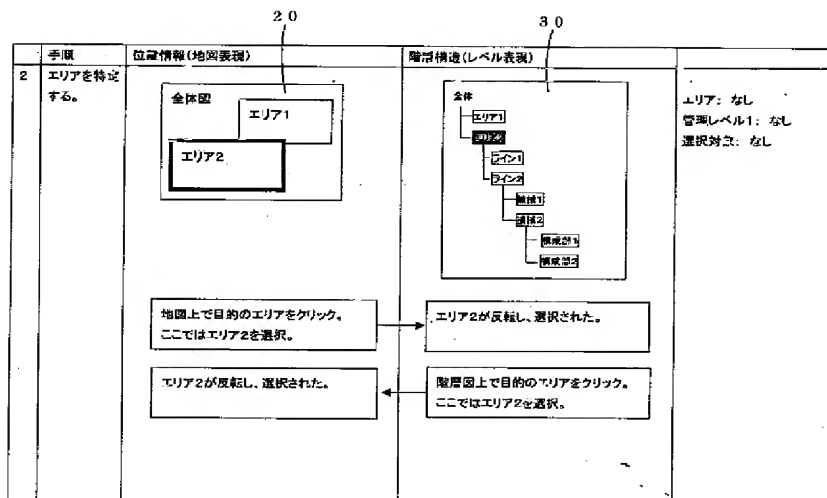 20
30
手順
位置情報(地図表現)
階層構造(レベル表現)
2
エリアを特定
する。
全体図
エリア1
エリア2
全体
エリア1
エリア2
ライン1
ライン2
機械1
機械2
構成部1
構成部2
エリア: なし
管理レベル1: なし
選択対象: なし
地図上で目的のエリアをクリック。
ここではエリア2を選択。
エリア2が反転し、選択された。
エリア2が反転し、選択された。
階層図上で目的のエリアをクリック。
ここではエリア2を選択。